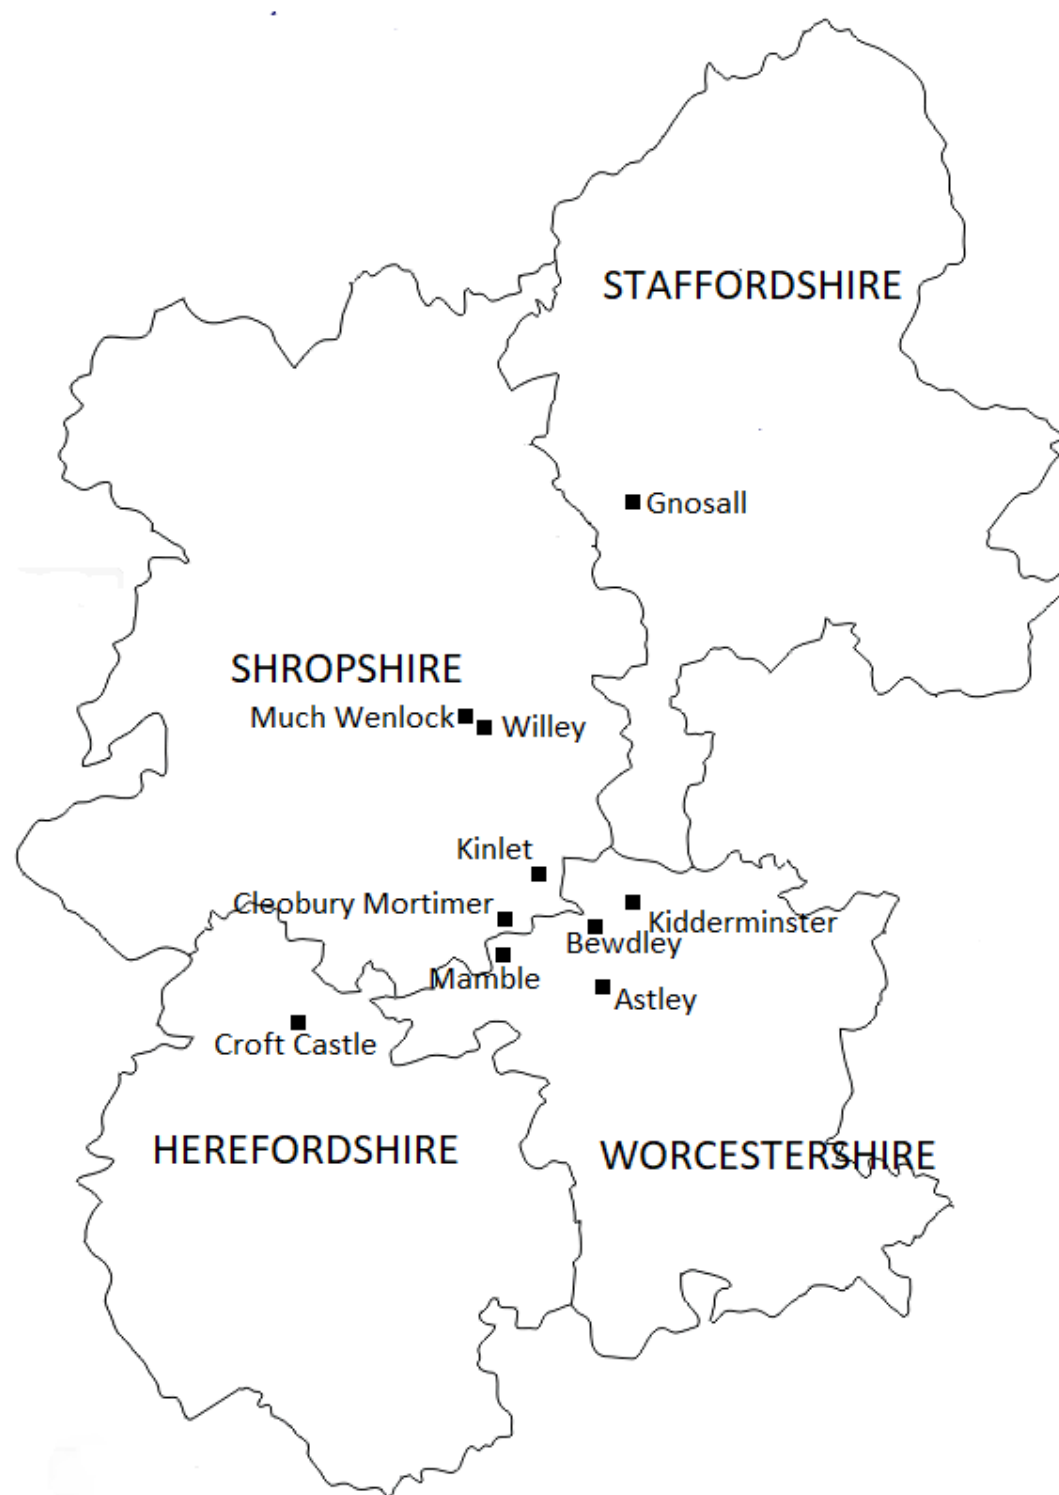 STAFFORDSHIRE
Gnosall
SHROPSHIRE
Much Wenlock
Willey
Kinlet
Cleobury Mortimer
Kidderminster
Bewdley
Mamble
Astley
Croft Castle
HEREFORDSHIRE
WORCESTERSHIRE